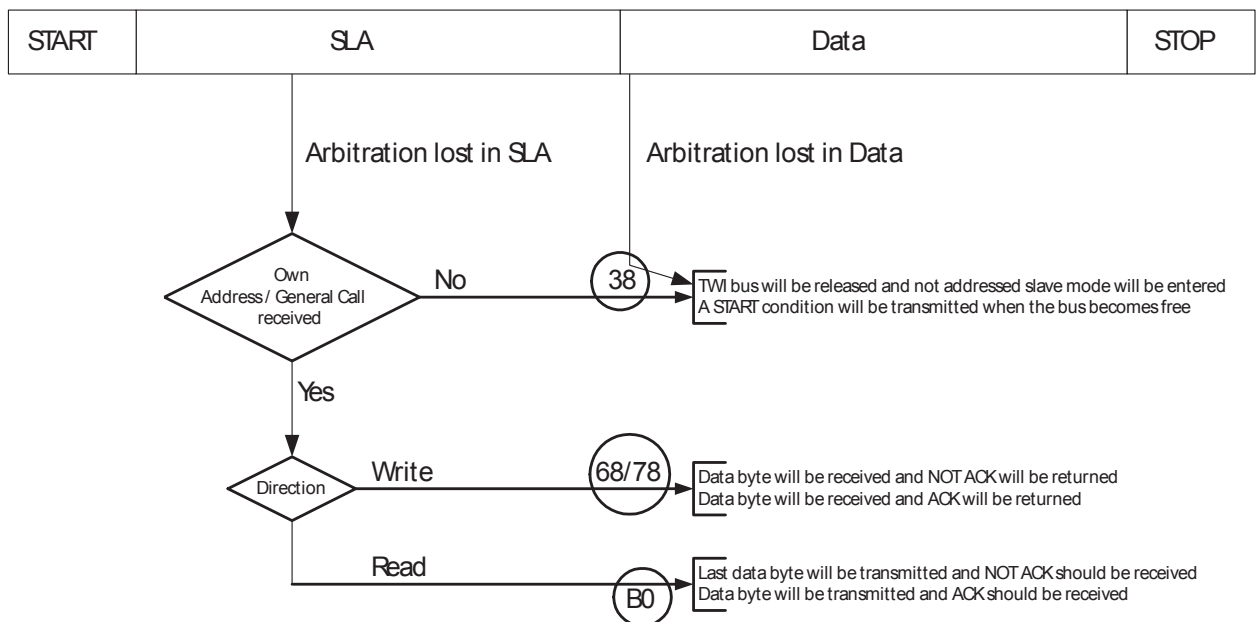 START SLA Data STOP
Arbitration lost in SLA Arbitration lost in Data
Own
Address / General Call
received
No
38
TWI bus will be released and not addressed slave mode will be entered
A START condition will be transmitted when the bus becomes free
Yes
Direction
Write
68/78
Data byte will be received and NOT ACK will be returned
Data byte will be received and ACK will be returned
Read
B0
Last data byte will be transmitted and NOT ACK should be received
Data byte will be transmitted and ACK should be received